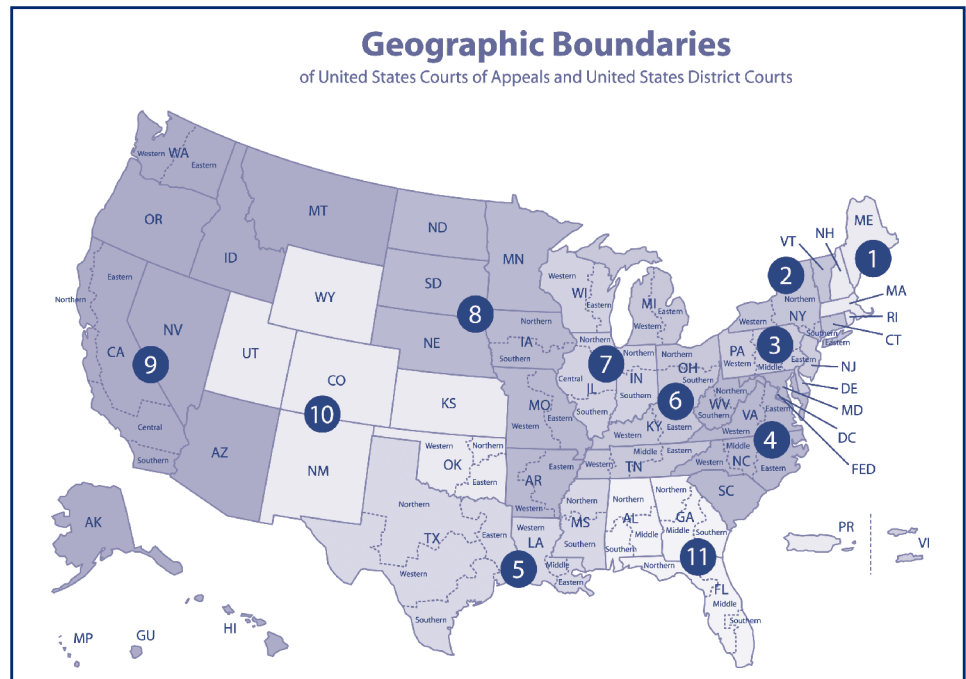 Geographic Boundaries
of United States Courts of Appeals and United States District Courts
Western
WA
Eastern
OR
ID
MT
ND
MN
SD
8
WY
NE
Northern
IA
Southern
Western
WI
Eastern
MI
Western
Eastern
ME
1
NH
VT
2
Northern
NY
Western
Southern
Eastern
MA
RI
CT
3
PA
Western
Middle
Eastern
NJ
DE
MD
DC
FED
Northern
Eastern
CA
Central
Southern
NV
9
UT
CO
10
KS
AZ
NM
Western
Northern
OK
Eastern
MO
Eastern
Western
Northern
7
Central
IL
Southern
Northern
IN
Southern
Northern
OH
Southern
6
KY
Eastern
Western
Northern
WV
Southern
VA
Eastern
Western
4
Middle
NC
Western
Eastern
Middle
Eastern
Western
TN
SC
Eastern
AR
Western
Northern
TX
Eastern
Western
Southern
Western
LA
Middle
Eastern
5
Northern
MS
Southern
Northern
AL
Middle
Southern
Northern
GA
Middle
Southern
11
Northern
FL
Middle
Southern
AK
MP
GU
HI
PR
VI